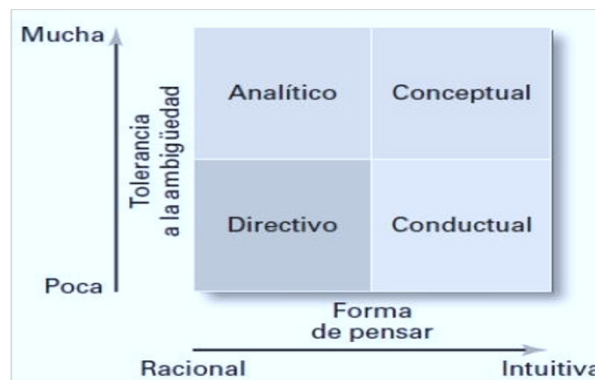 Mucha
Analítico
Conceptual
Tolerancia
a la ambigüedad
Directivo
Conductual
Poca
Forma
de pensar
Racional
Intuitiva